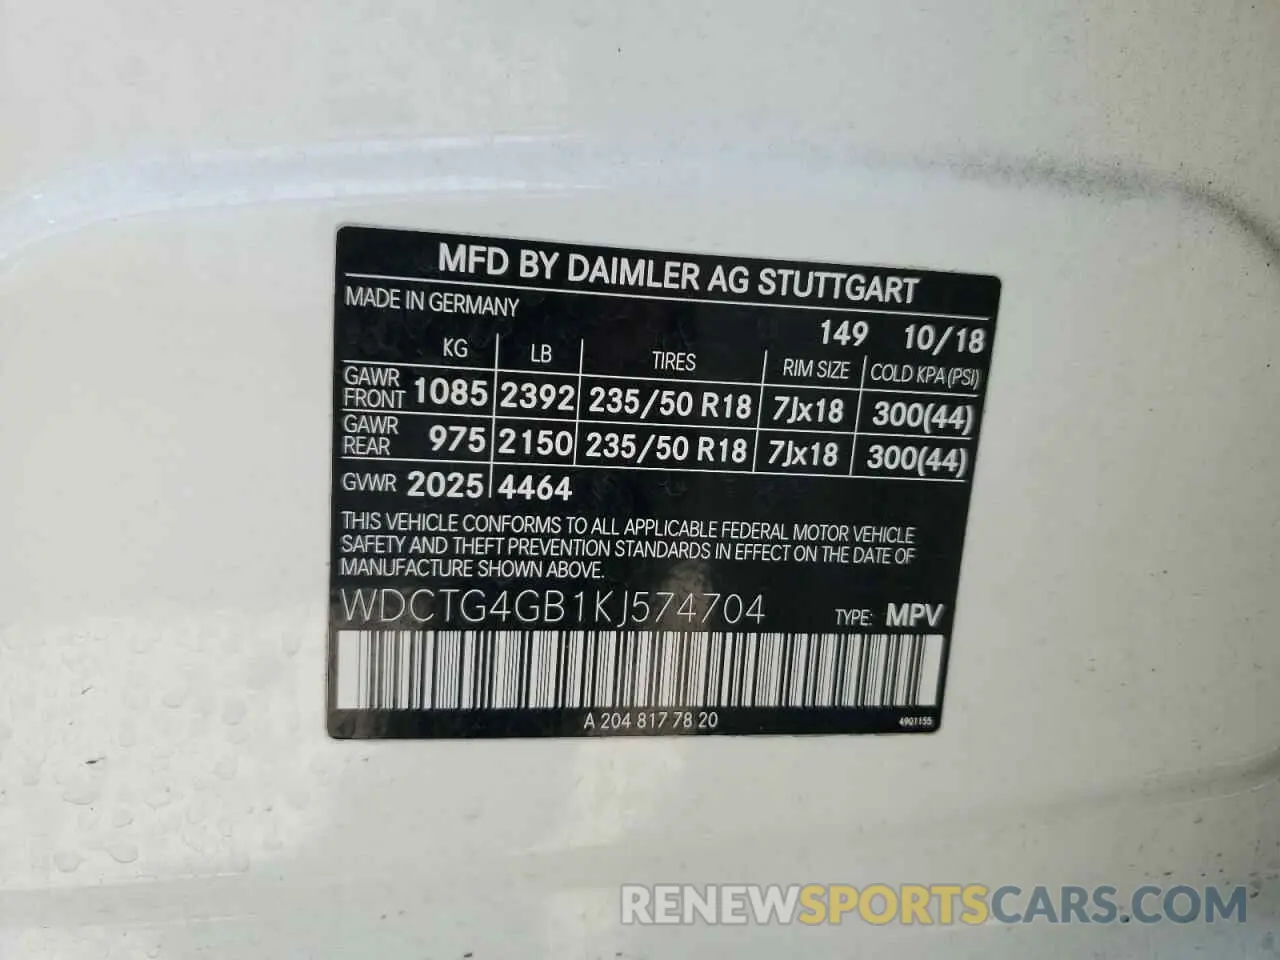 MFD BY DAIMLER AG STUTTGART
MADE IN GERMANY
149 10/18
KG LB TIRES RIM SIZE COLD KPA (PSI)
GAWR FRONT 1085 2392 235/50 R18 7Jx18 300(44)
GAWR REAR 975 2150 235/50 R18 7Jx18 300(44)
GVWR 2025 4464
THIS VEHICLE CONFORMS TO ALL APPLICABLE FEDERAL MOTOR VEHICLE
SAFETY AND THEFT PREVENTION STANDARDS IN EFFECT ON THE DATE OF
MANUFACTURE SHOWN ABOVE.
WDCTG4GB1KJ574704 TYPE: MPV
A 204 817 78 20 4901155
RENEWSPORTSCARS.COM